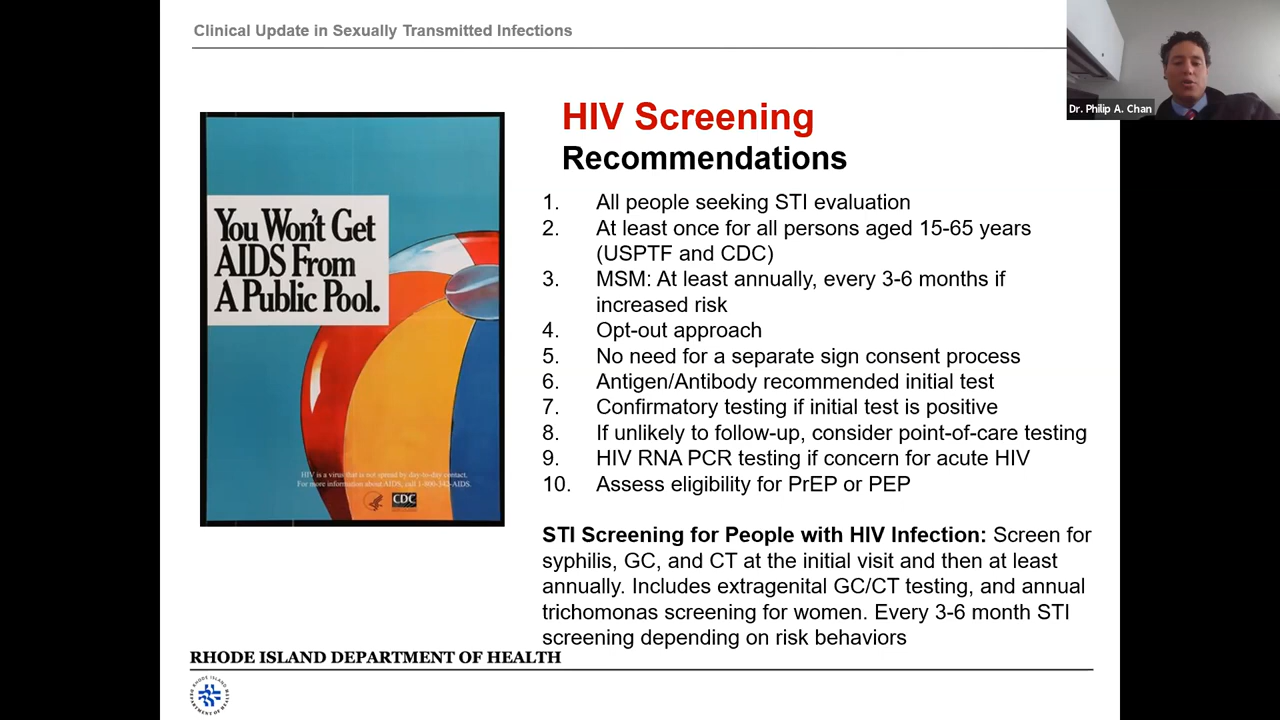 Clinical Update in Sexually Transmitted Infections
Dr. Philip A. Chan
HIV Screening
Recommendations
You Won't Get
AIDS From
A Public Pool.
HIV is a virus that is not spread by day-to-day contact.
For more information about AIDS, call 1-800-342-AIDS.
CDC
1. All people seeking STI evaluation
2. At least once for all persons aged 15-65 years
(USPTF and CDC)
3. MSM: At least annually, every 3-6 months if
increased risk
4. Opt-out approach
5. No need for a separate sign consent process
6. Antigen/Antibody recommended initial test
7. Confirmatory testing if initial test is positive
8. If unlikely to follow-up, consider point-of-care testing
9. HIV RNA PCR testing if concern for acute HIV
10. Assess eligibility for PrEP or PEP
STI Screening for People with HIV Infection: Screen for
syphilis, GC, and CT at the initial visit and then at least
annually. Includes extragenital GC/CT testing, and annual
trichomonas screening for women. Every 3-6 month STI
screening depending on risk behaviors
RHODE ISLAND DEPARTMENT OF HEALTH